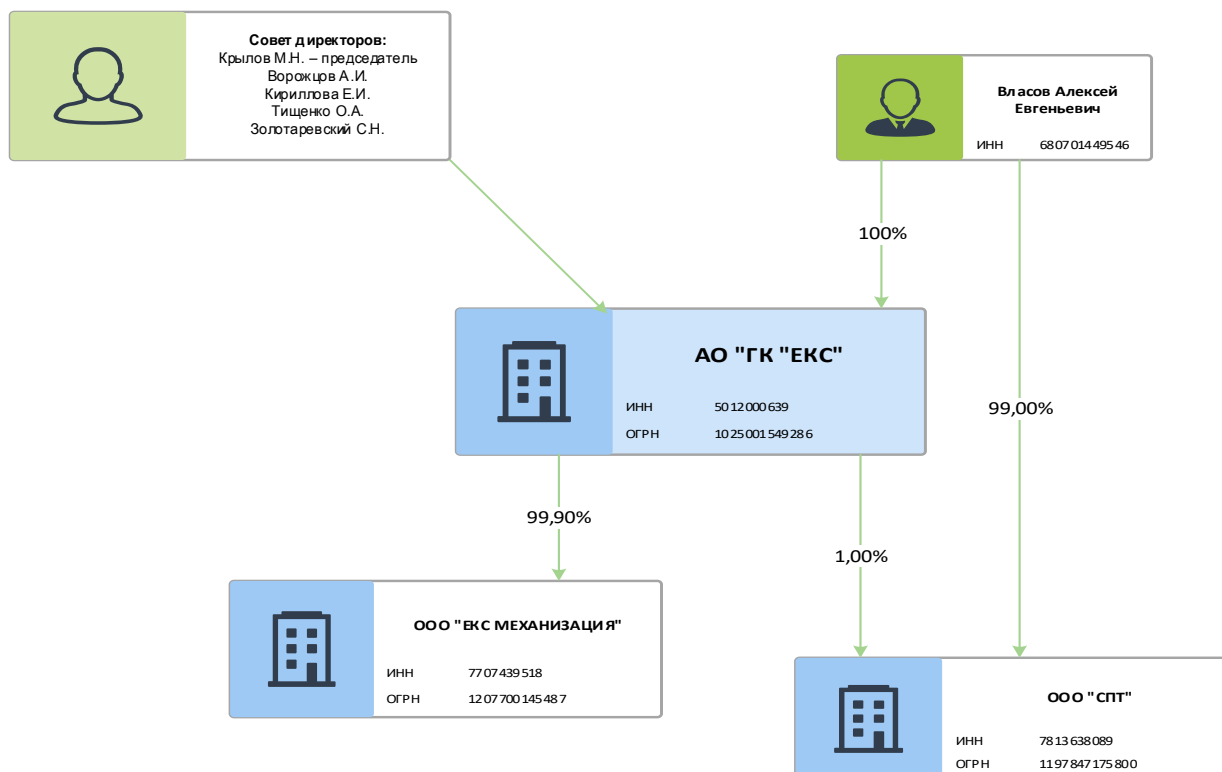 Совет директоров:
Крылов М.Н. – председатель
Ворожцов А.И.
Кириллова Е.И.
Тищенко О.А.
Золотаревский С.Н.
Власов Алексей
Евгеньевич
ИНН 680701449546
100%
АО "ГК "ЕКС"
ИНН 5012000639
ОГРН 1025001549286
99,00%
99,90%
1,00%
ООО "ЕКС МЕХАНИЗАЦИЯ"
ИНН 7707439518
ОГРН 1207700145487
ООО "СПТ"
ИНН 7813638089
ОГРН 1197847175800